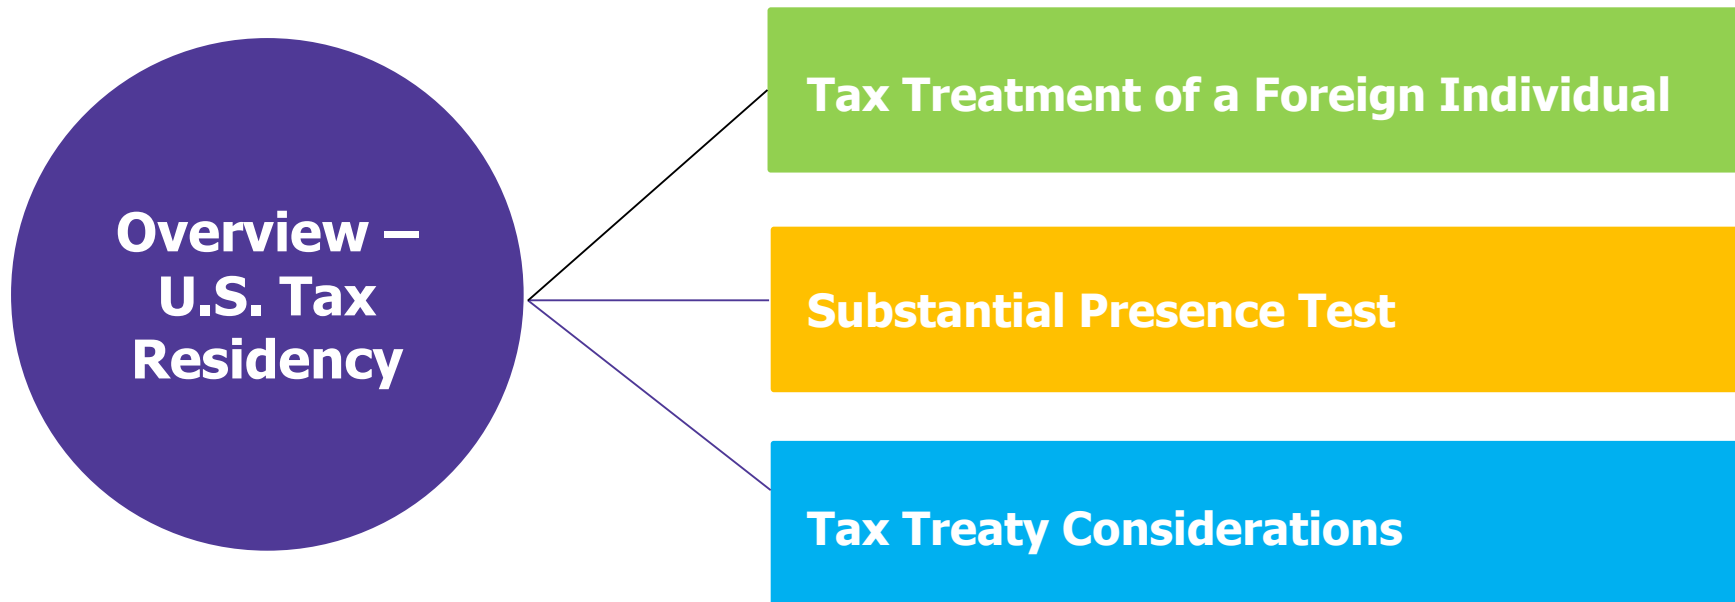 Overview –
U.S. Tax
Residency
Tax Treatment of a Foreign Individual
Substantial Presence Test
Tax Treaty Considerations